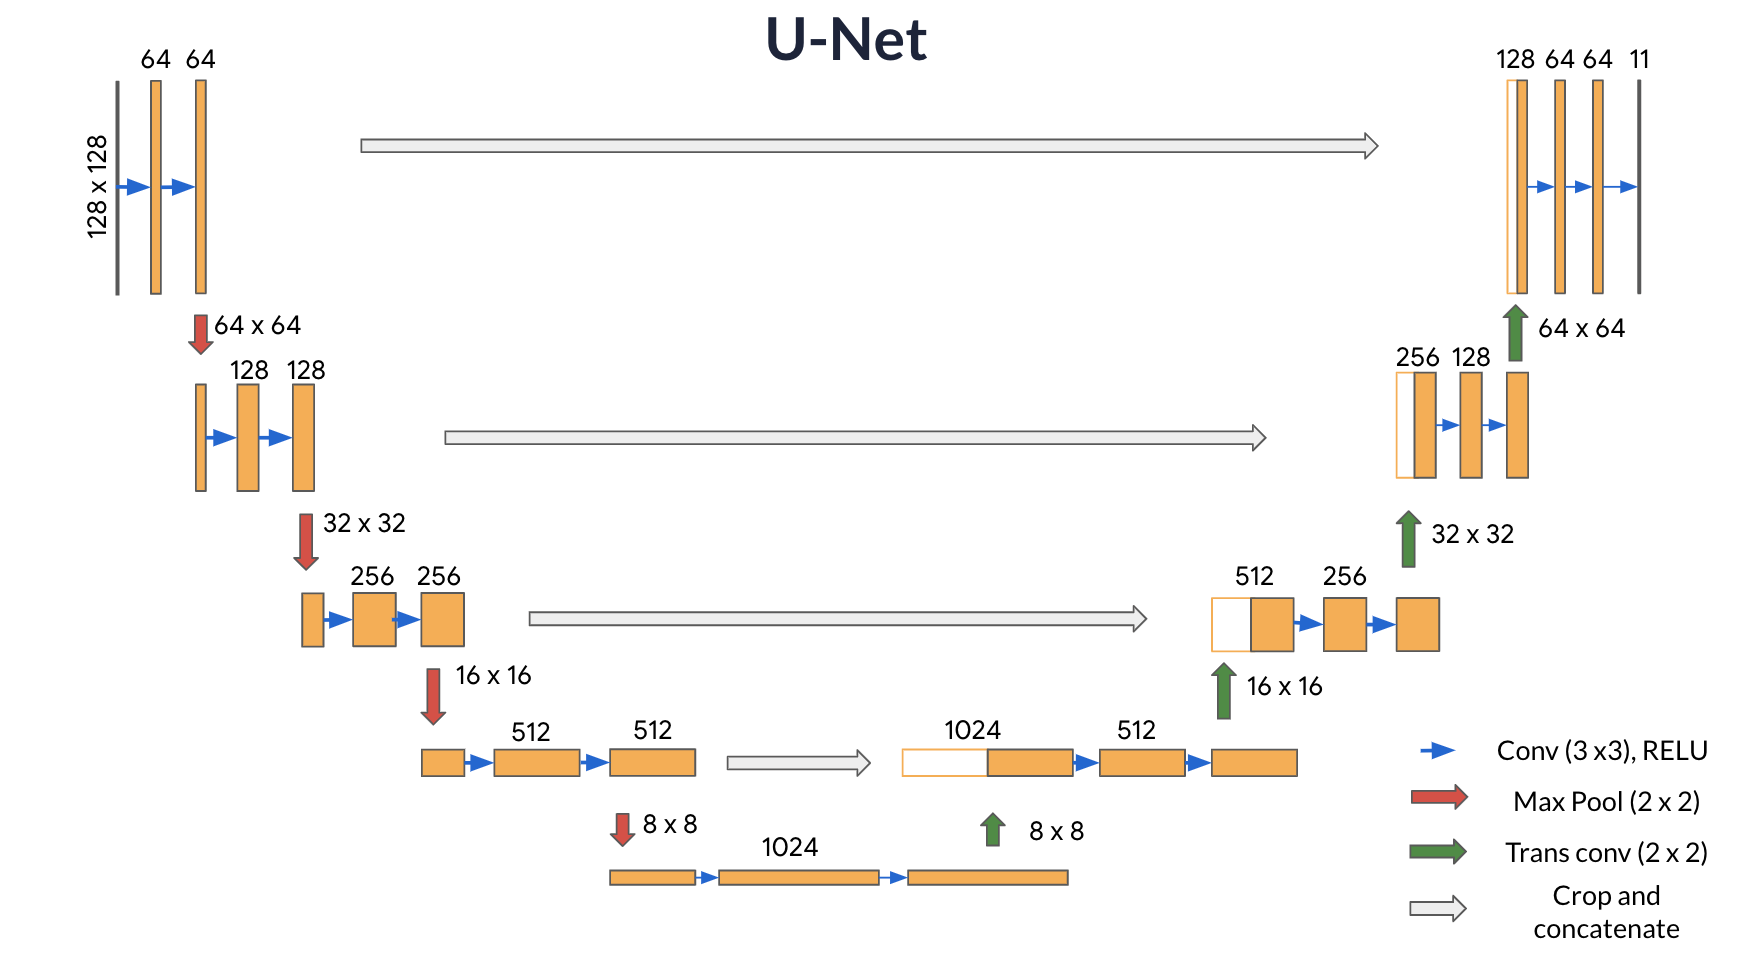 U-Net
64 64
128 64 64 11
128 x 128
64 x 64
64 x 64
128 128
256 128
32 x 32
32 x 32
256 256
512 256
16 x 16
16 x 16
512 512
1024 512
8 x 8
8 x 8
1024
Conv (3 x3), RELU
Max Pool (2 x 2)
Trans conv (2 x 2)
Crop and
concatenate